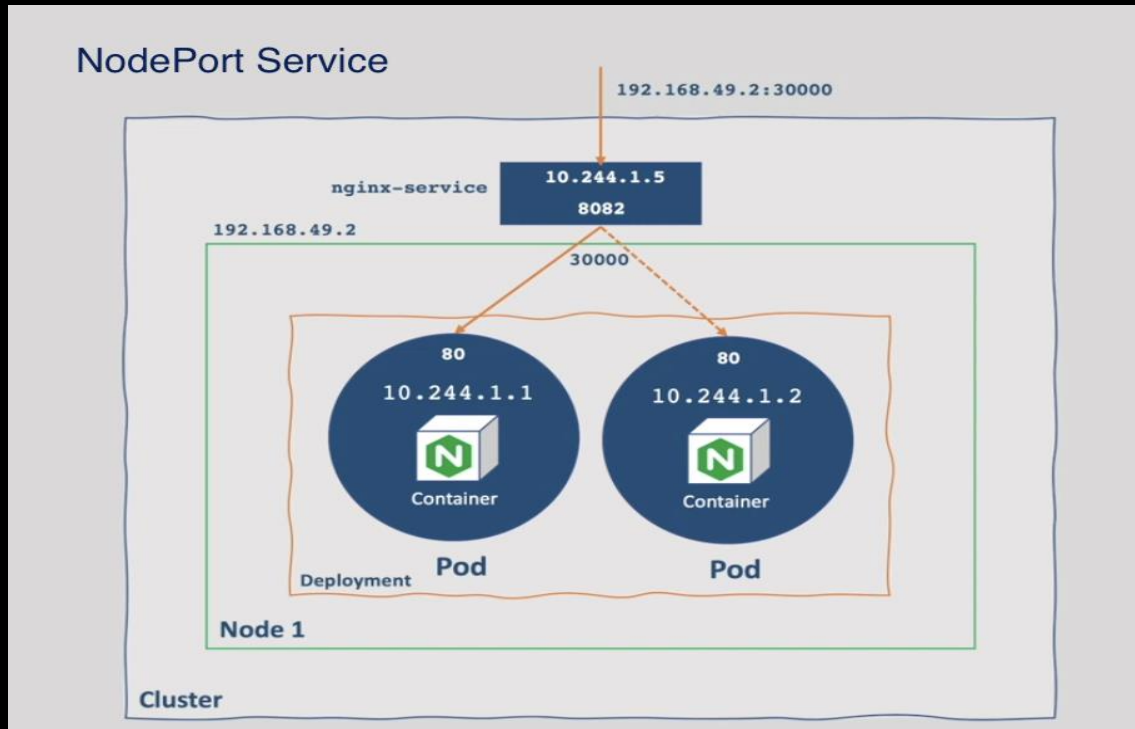 NodePort Service
192.168.49.2:30000
nginx-service
10.244.1.5
8082
192.168.49.2
30000
80
10.244.1.1
N
Container
Pod
80
10.244.1.2
N
Container
Pod
Deployment
Node 1
Cluster